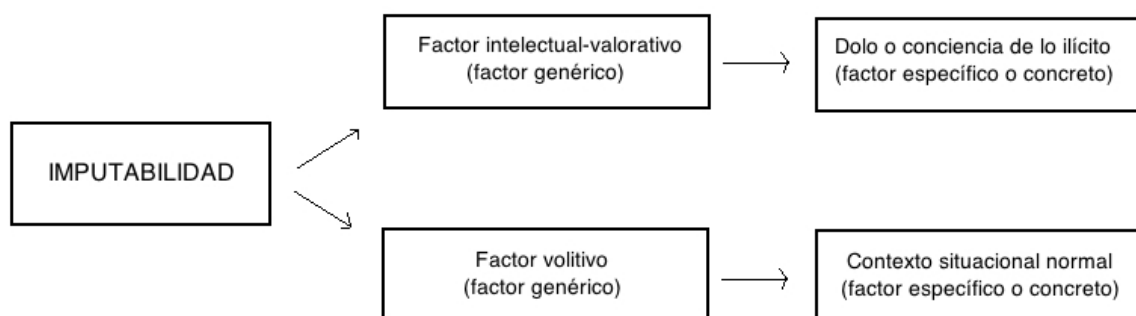 IMPUTABILIDAD
Factor intelectual-valorativo
(factor genérico)
Dolo o conciencia de lo ilícito
(factor específico o concreto)
Factor volitivo
(factor genérico)
Contexto situacional normal
(factor específico o concreto)